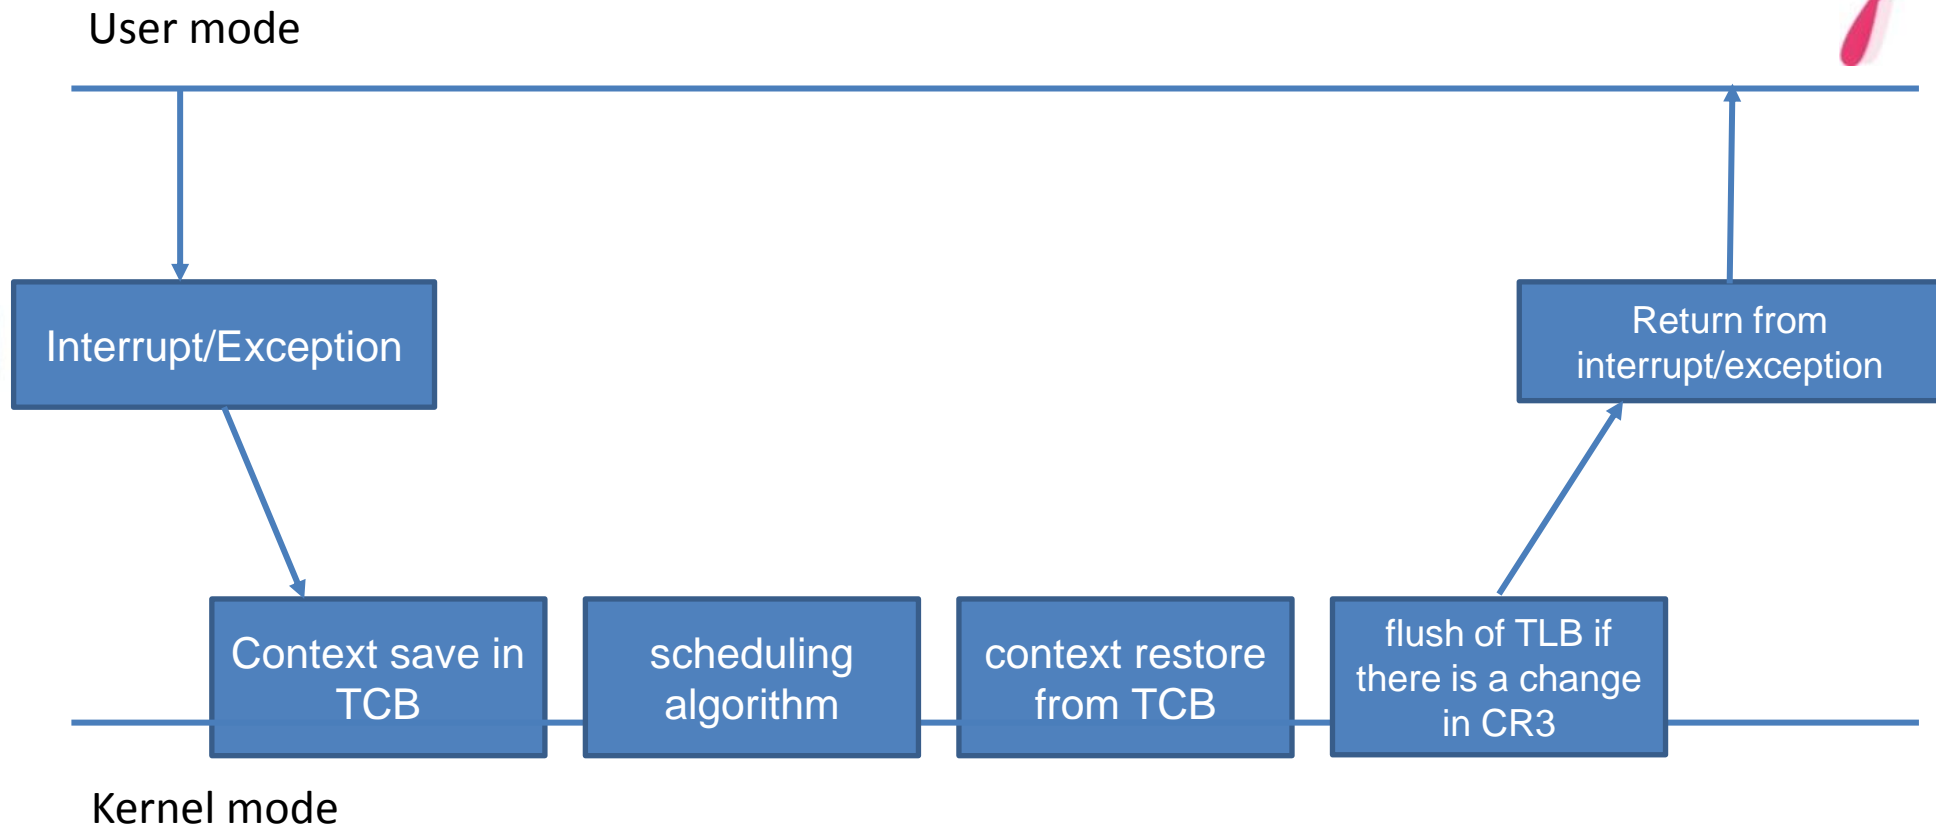 User mode
Interrupt/Exception
Return from
interrupt/exception
Context save in
TCB
scheduling
algorithm
context restore
from TCB
flush of TLB if
there is a change
in CR3
Kernel mode